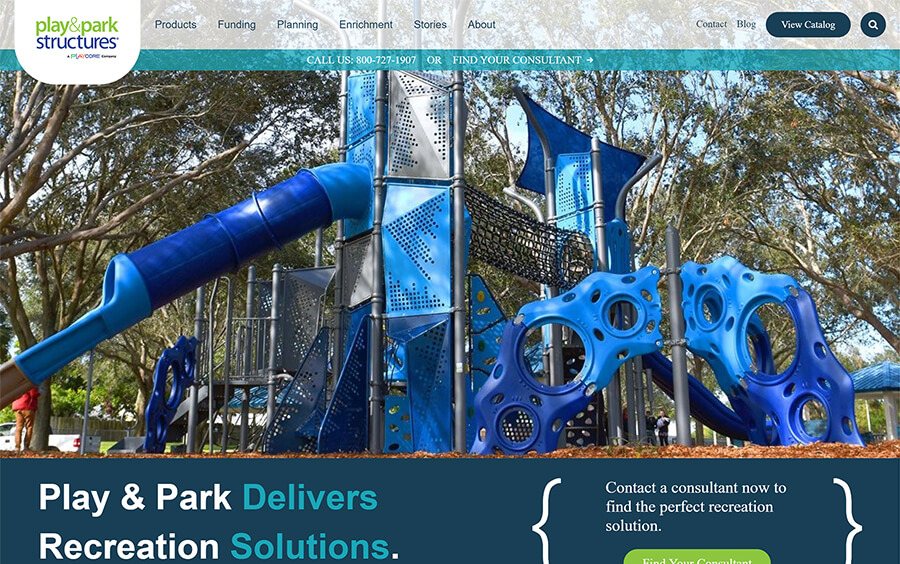 play&park
structures
A PLAYCORE Company
Products Funding Planning Enrichment Stories About
Contact Blog View Catalog
CALL US: 800-727-1907 OR FIND YOUR CONSULTANT →
Play & Park Delivers
Recreation Solutions.
Contact a consultant now to
find the perfect recreation
solution.
Find Your Consultant